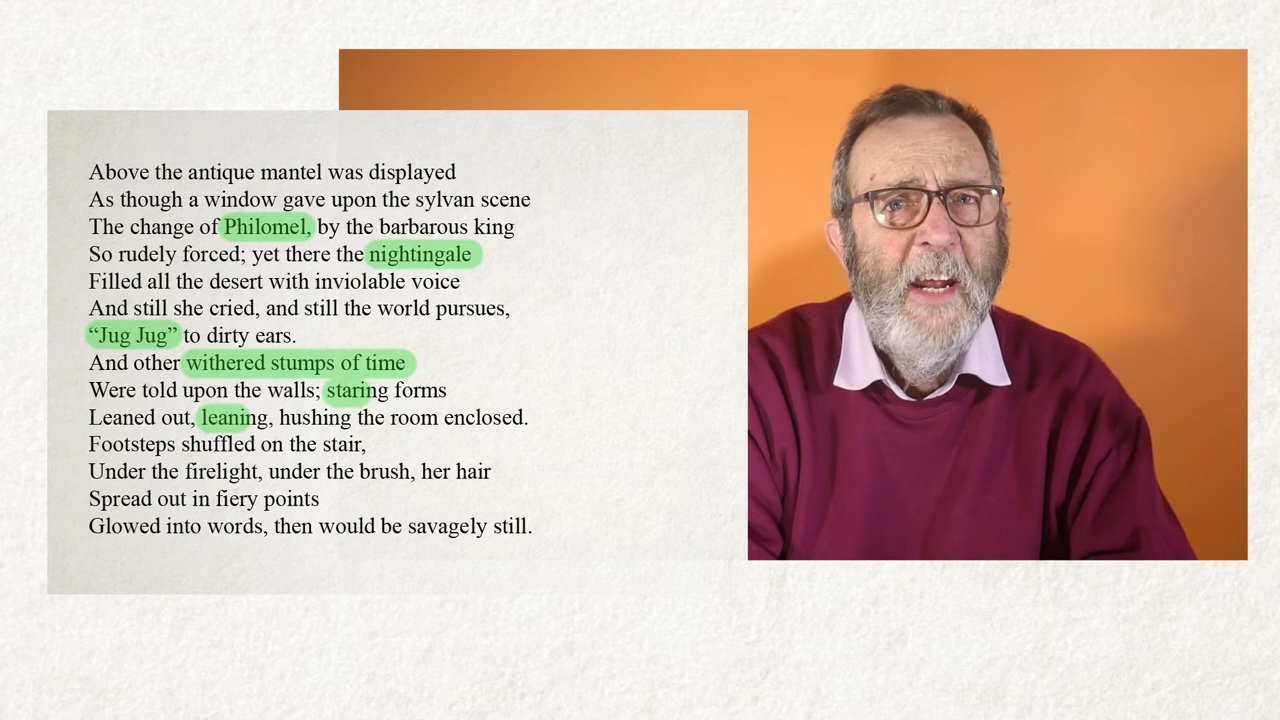 Above the antique mantel was displayed
As though a window gave upon the sylvan scene
The change of Philomel, by the barbarous king
So rudely forced; yet there the nightingale
Filled all the desert with inviolable voice
And still she cried, and still the world pursues,
“Jug Jug” to dirty ears.
And other withered stumps of time
Were told upon the walls; staring forms
Leaned out, leaning, hushing the room enclosed.
Footsteps shuffled on the stair,
Under the firelight, under the brush, her hair
Spread out in fiery points
Glowed into words, then would be savagely still.